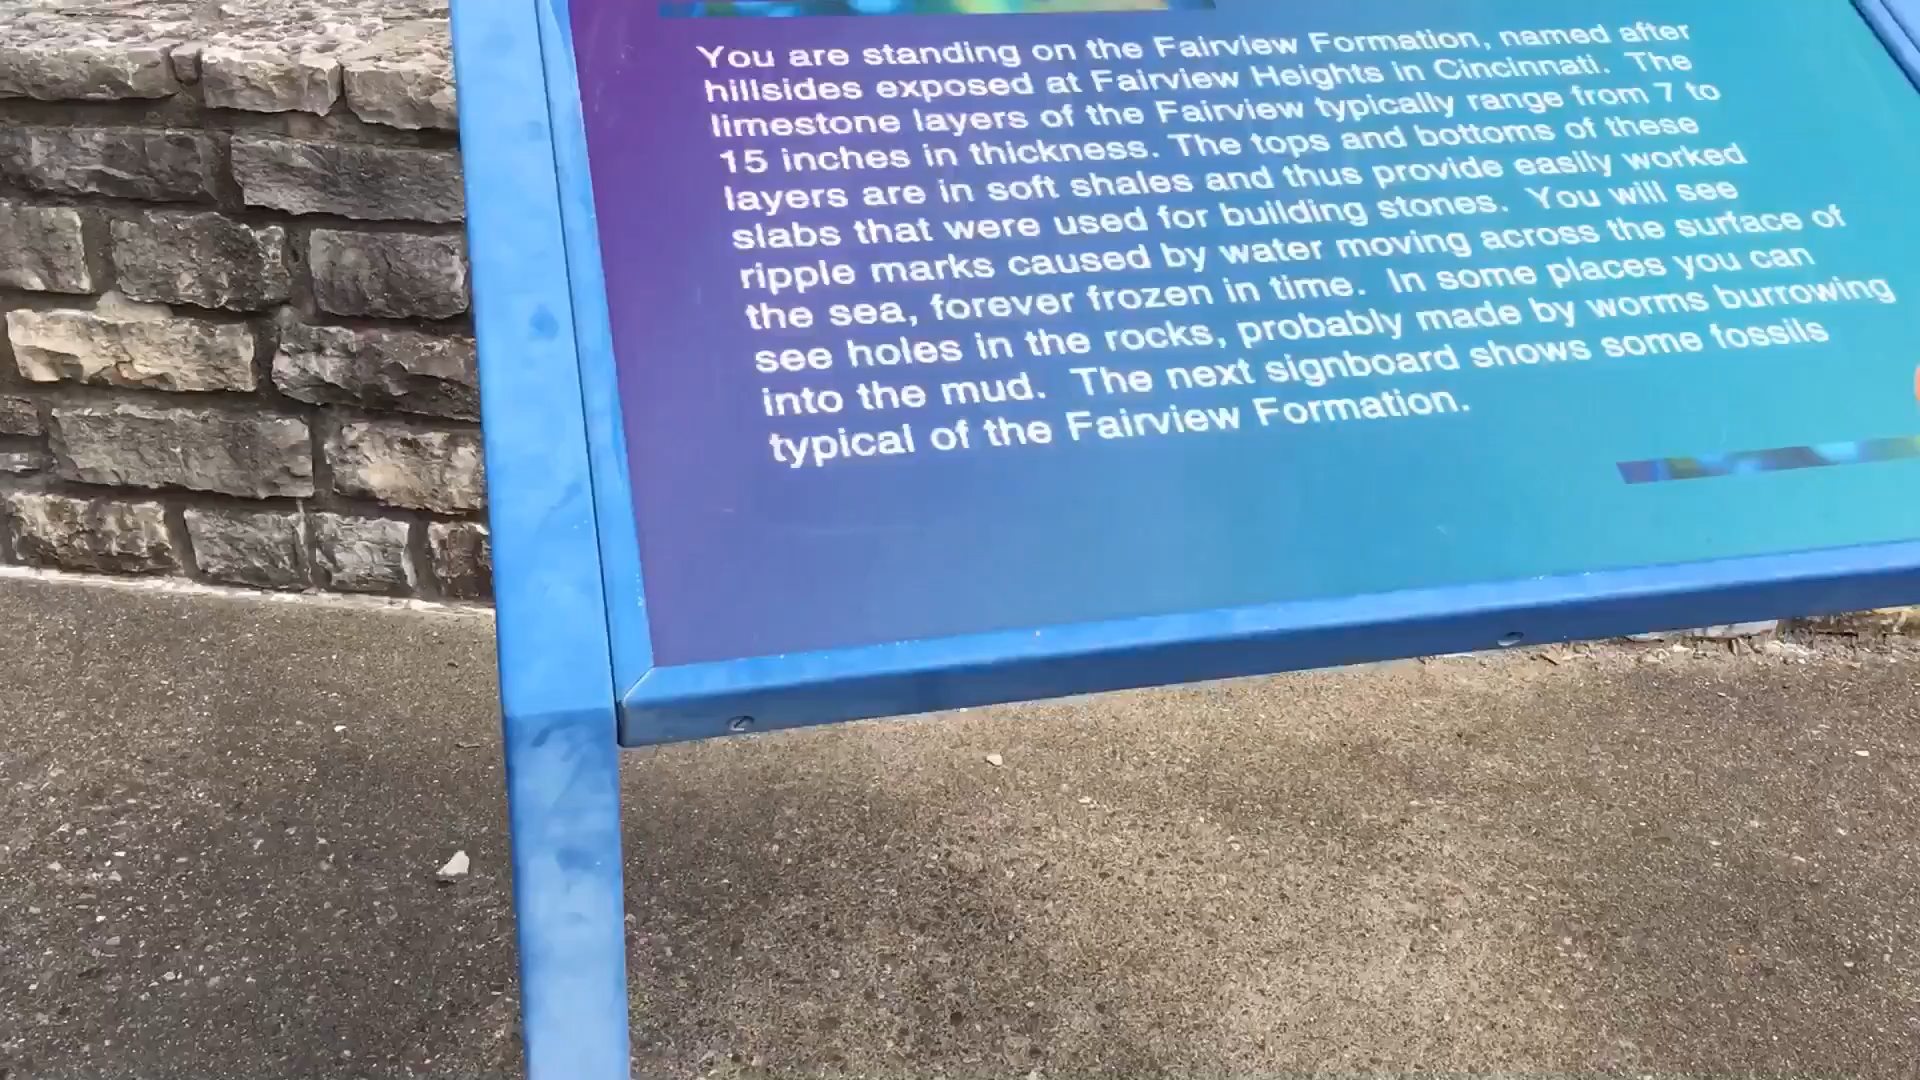 You are standing on the Fairview Formation, named after
hillsides exposed at Fairview Heights in Cincinnati. The
limestone layers of the Fairview typically range from 7 to
15 inches in thickness. The tops and bottoms of these
layers are in soft shales and thus provide easily worked
slabs that were used for building stones. You will see
ripple marks caused by water moving across the surface of
the sea, forever frozen in time. In some places you can
see holes in the rocks, probably made by worms burrowing
into the mud. The next signboard shows some fossils
typical of the Fairview Formation.